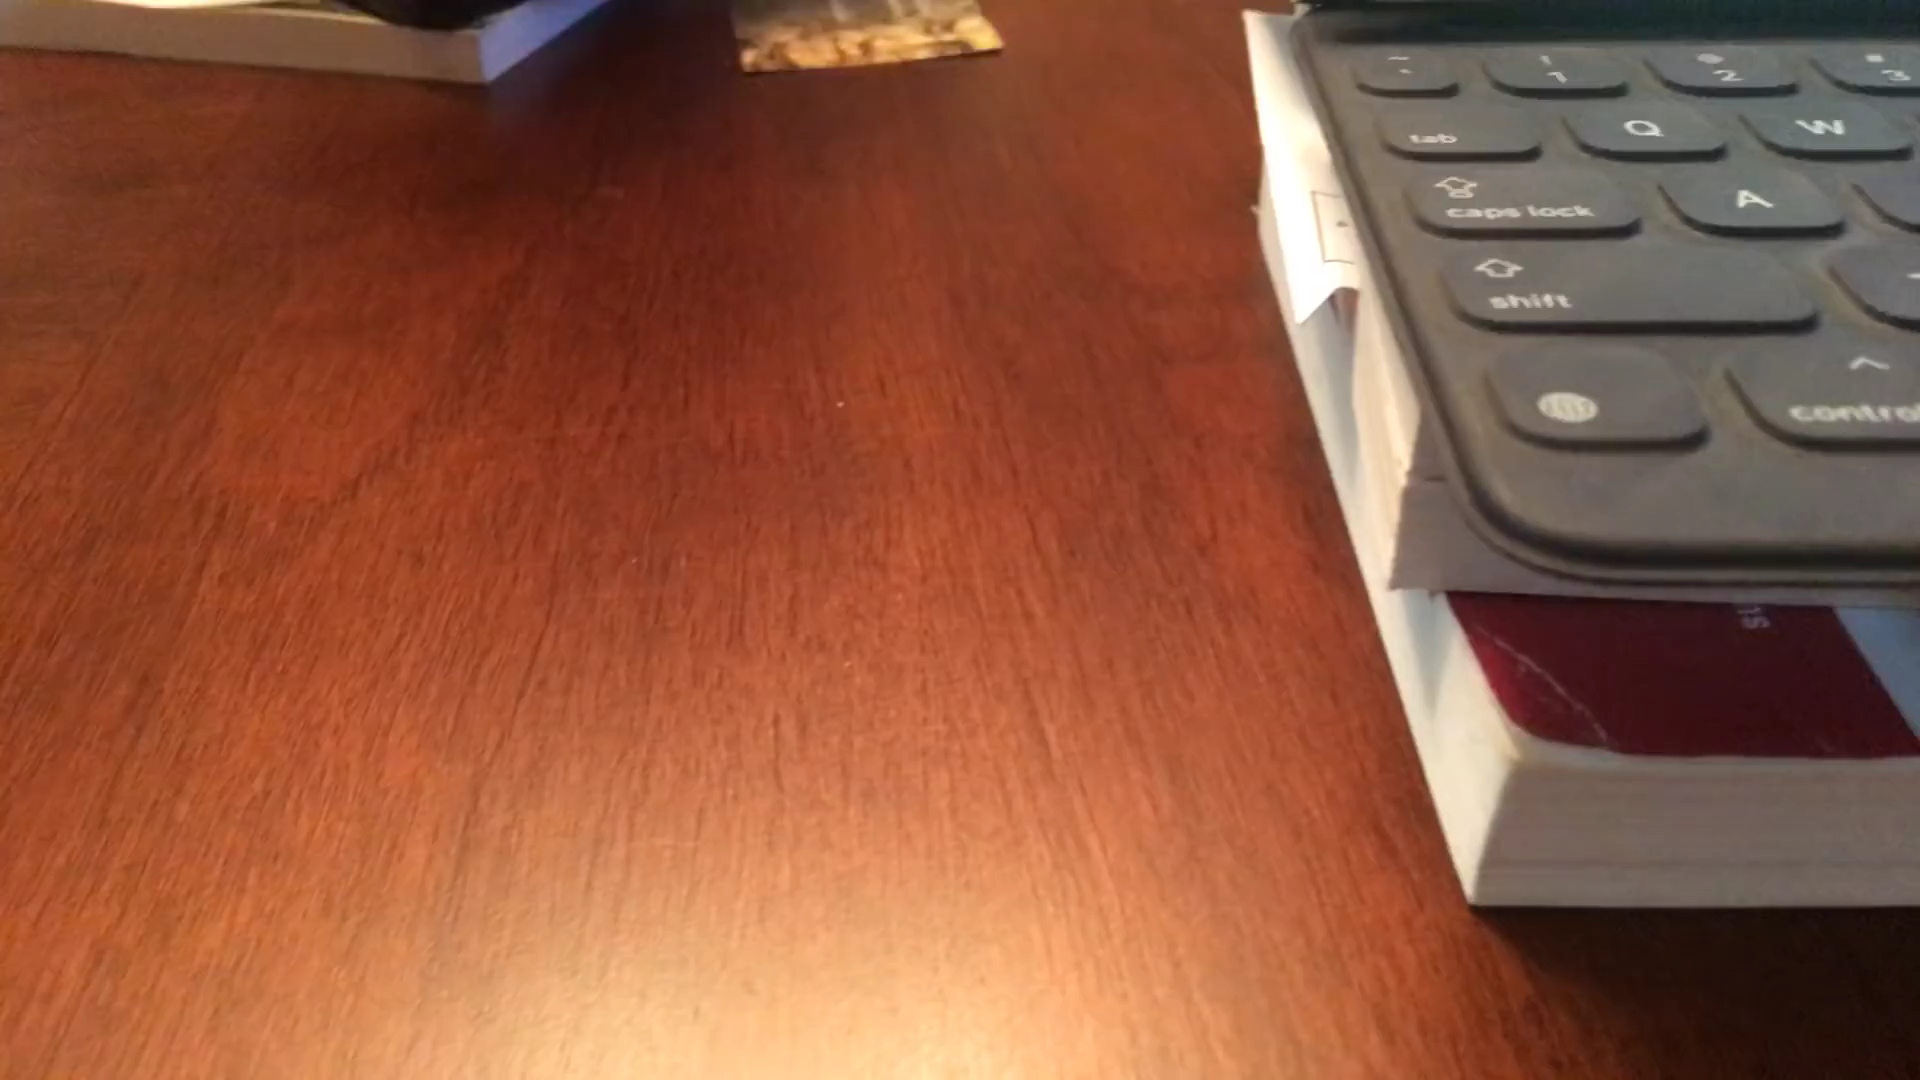 ~ ! @ #
` 1 2 3
tab Q W
caps lock A
shift
^
control